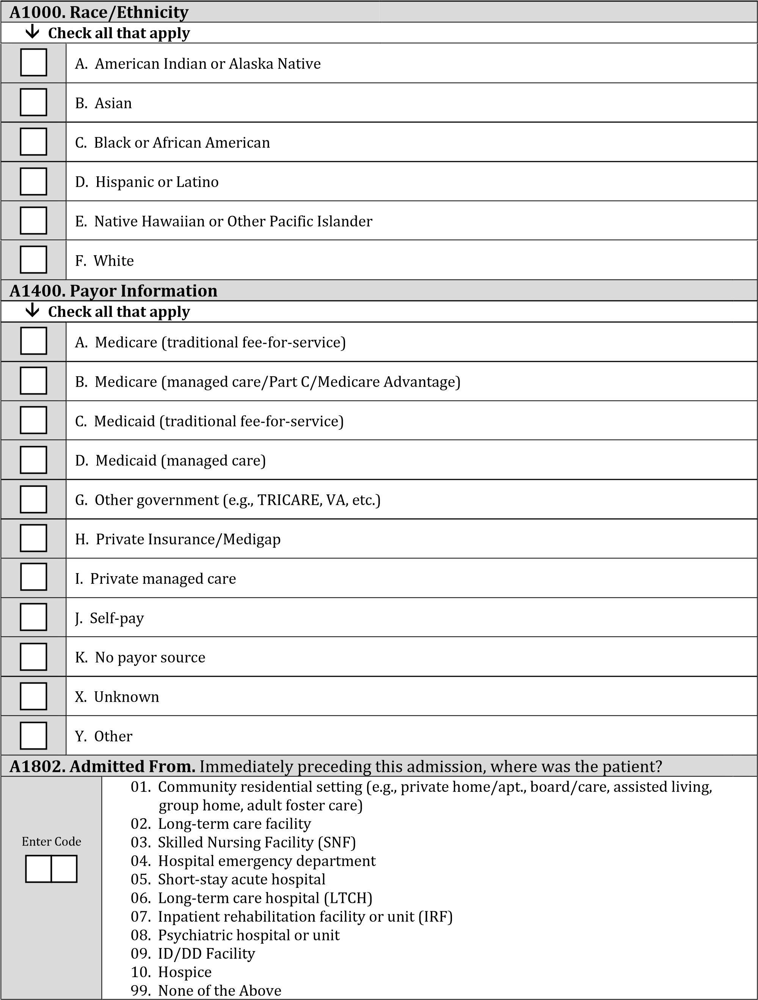 A1000. Race/Ethnicity
↓ Check all that apply
A. American Indian or Alaska Native
B. Asian
C. Black or African American
D. Hispanic or Latino
E. Native Hawaiian or Other Pacific Islander
F. White
A1400. Payor Information
↓ Check all that apply
A. Medicare (traditional fee-for-service)
B. Medicare (managed care/Part C/Medicare Advantage)
C. Medicaid (traditional fee-for-service)
D. Medicaid (managed care)
G. Other government (e.g., TRICARE, VA, etc.)
H. Private Insurance/Medigap
I. Private managed care
J. Self-pay
K. No payor source
X. Unknown
Y. Other
A1802. Admitted From. Immediately preceding this admission, where was the patient?
Enter Code
01. Community residential setting (e.g., private home/apt., board/care, assisted living,
group home, adult foster care)
02. Long-term care facility
03. Skilled Nursing Facility (SNF)
04. Hospital emergency department
05. Short-stay acute hospital
06. Long-term care hospital (LTCH)
07. Inpatient rehabilitation facility or unit (IRF)
08. Psychiatric hospital or unit
09. ID/DD Facility
10. Hospice
99. None of the Above